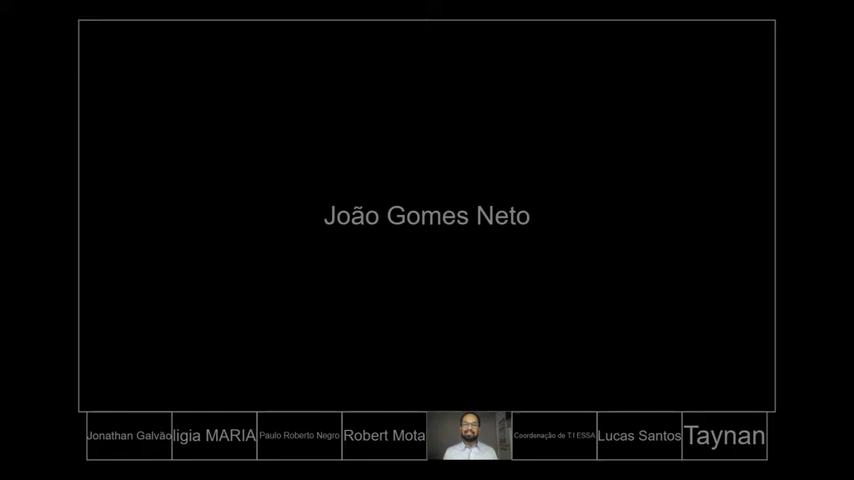 João Gomes Neto
Jonathan Galvão
ligia MARIA
Paulo Roberto Negro
Robert Mota
Coordenação de T.I ESSA
Lucas Santos
Taynan